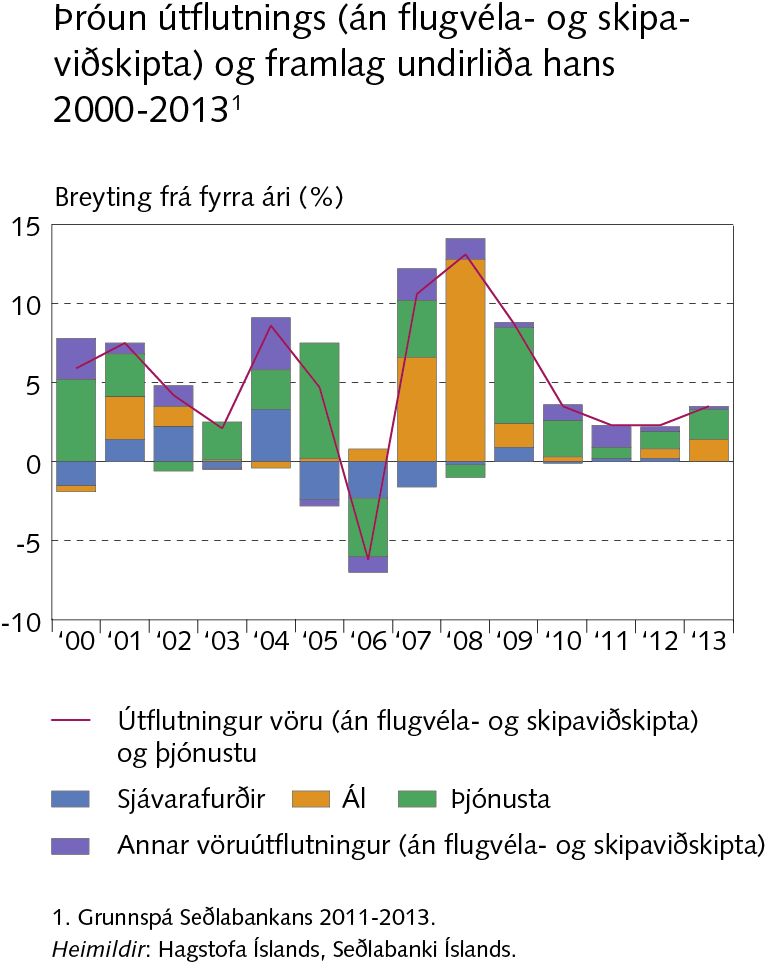 Þróun útflutnings (án flugvéla- og skipa-
viðskipta) og framlag undirliða hans
2000-2013¹
Breyting frá fyrra ári (%)
15
10
5
0
-5
-10
‘00 ‘01 ‘02 ‘03 ‘04 ‘05 ‘06 ‘07 ‘08 ‘09 ‘10 ‘11 ‘12 ‘13
Útflutningur vöru (án flugvéla- og skipaviðskipta)
og þjónustu
Sjávarafurðir Ál Þjónusta
Annar vöruútflutningur (án flugvéla- og skipaviðskipta)
1. Grunnspá Seðlabankans 2011-2013.
Heimildir: Hagstofa Íslands, Seðlabanki Íslands.